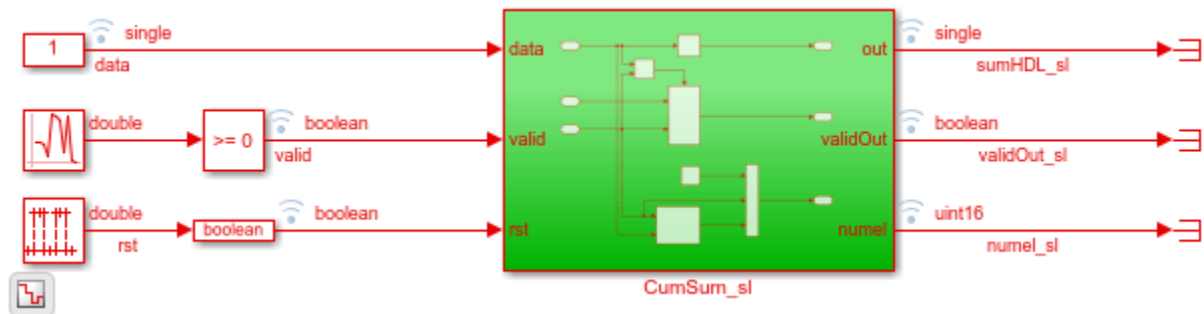 single
single
1
data
out
data
sumHDL_sl
double
boolean
boolean
>= 0
valid
validOut
valid
validOut_sl
double
boolean
uint16
boolean
rst
numel
rst
numel_sl
CumSum_sl